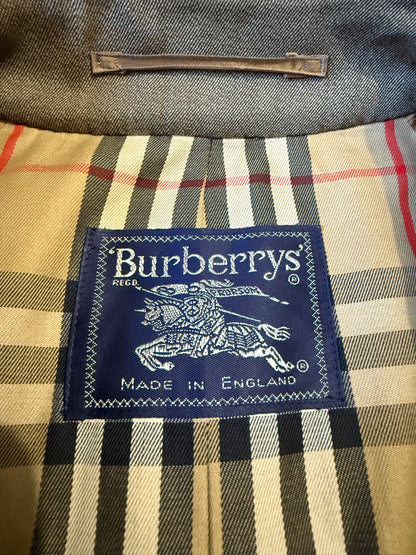 'Burberrys'
REGD. ®
®
MADE IN ENGLAND